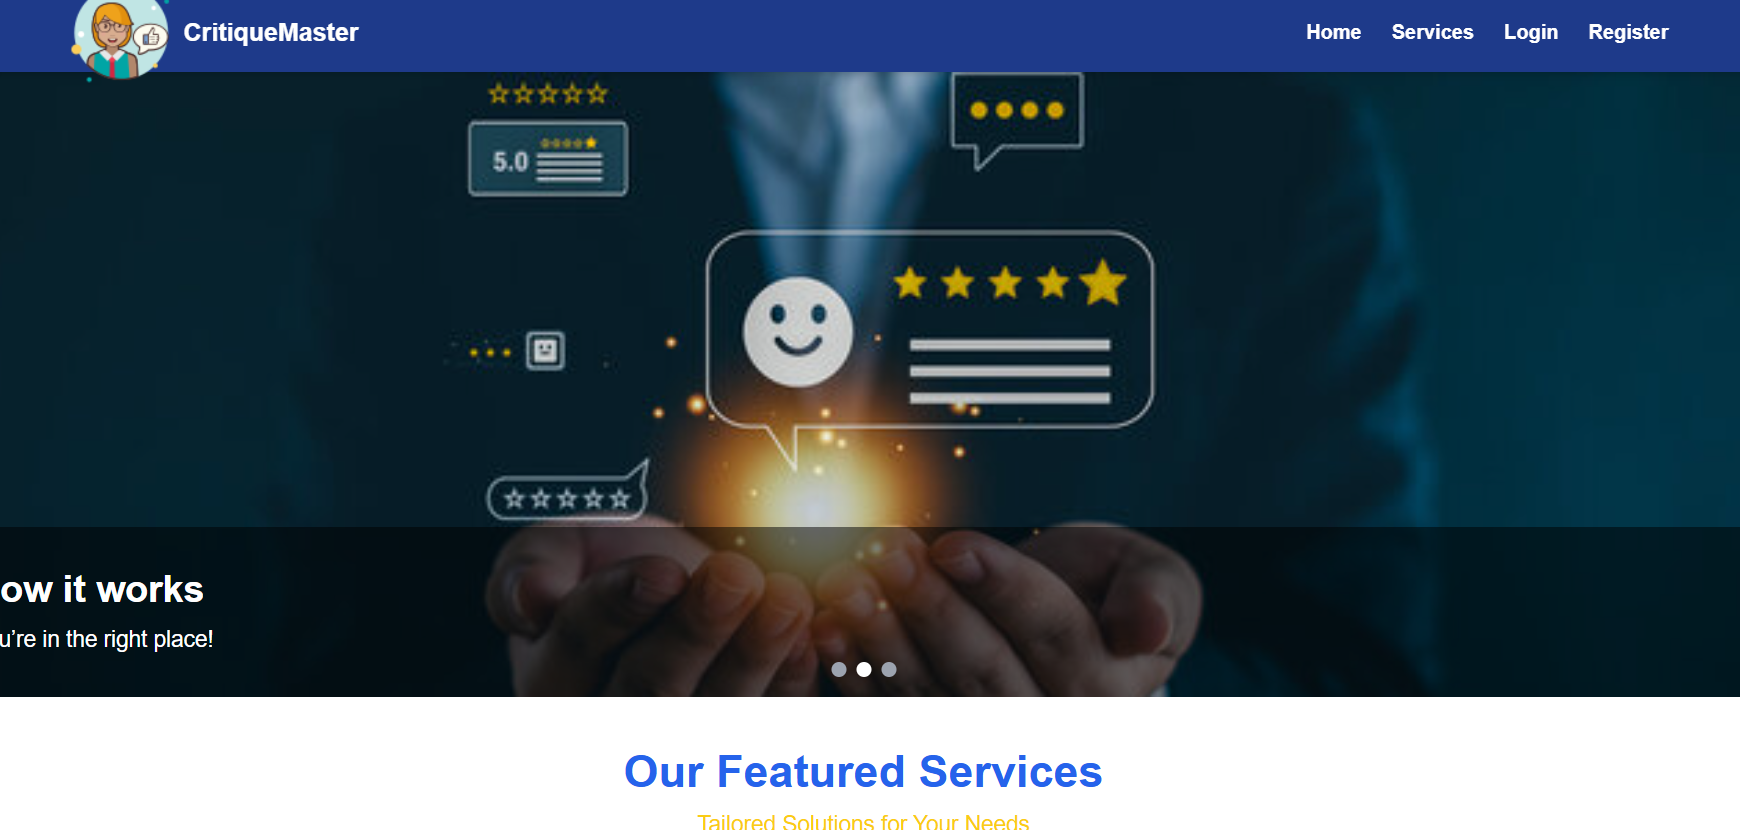 CritiqueMaster
Home Services Login Register
5.0
ow it works
u're in the right place!
Our Featured Services
Tailored Solutions for Your Needs